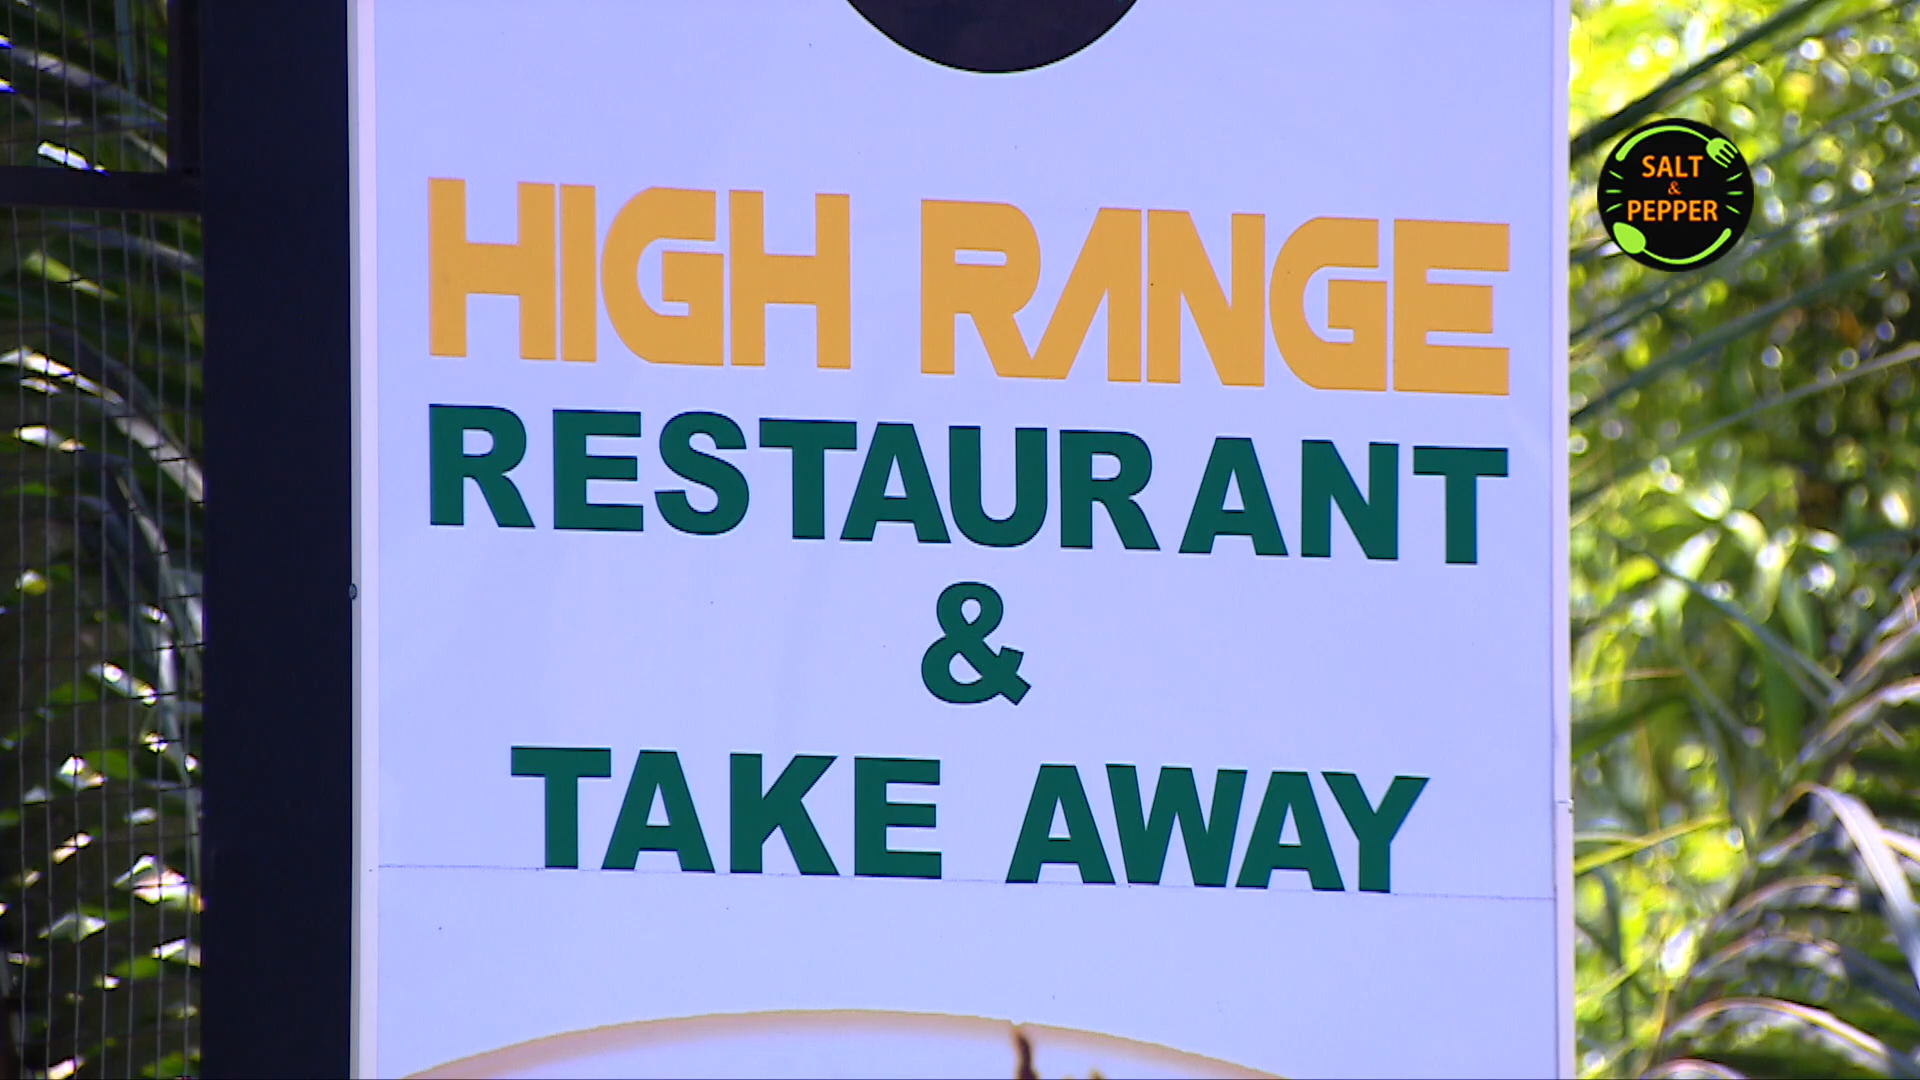 HIGH RANGE
RESTAURANT
&
TAKE AWAY
SALT
&
PEPPER